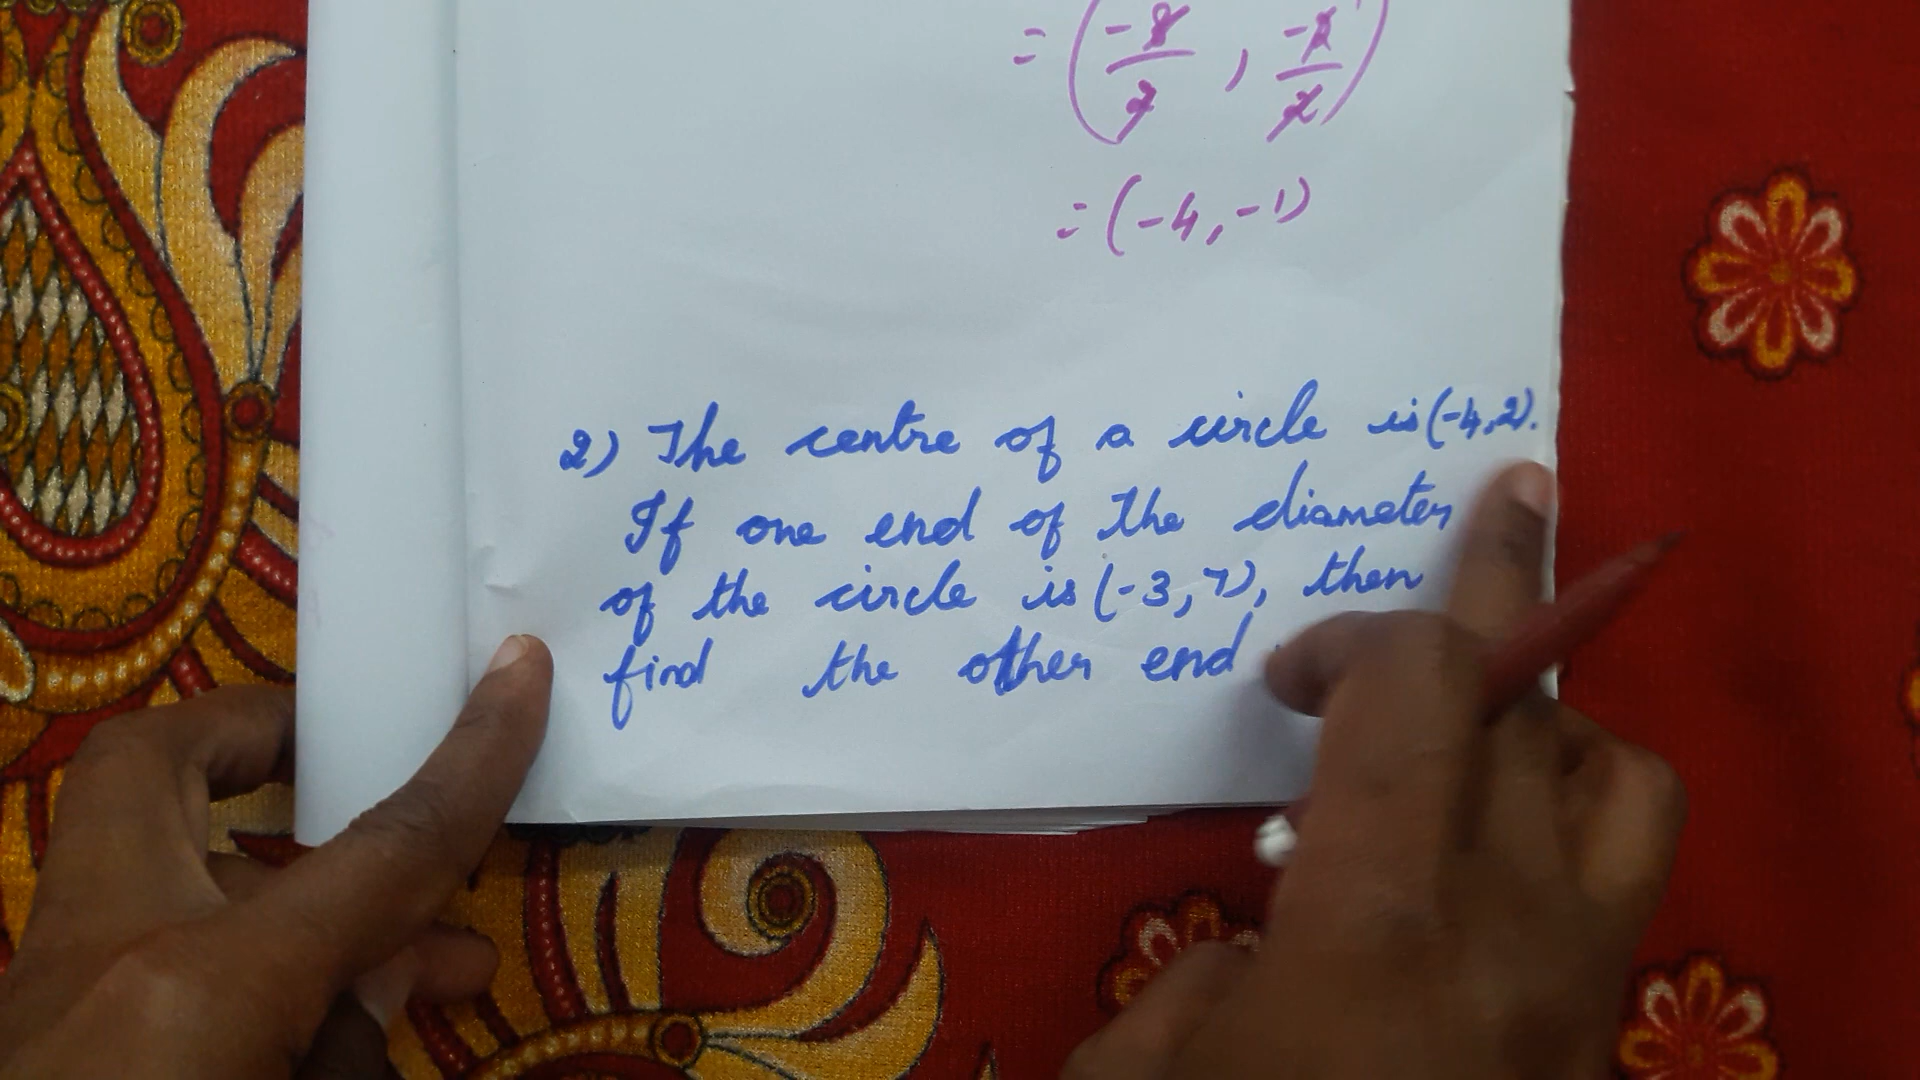 = (-8/2, -2/2)
= (-4, -1)
2) The centre of a circle is (-4,2).
If one end of the diameter
of the circle is (-3,7), then
find the other end